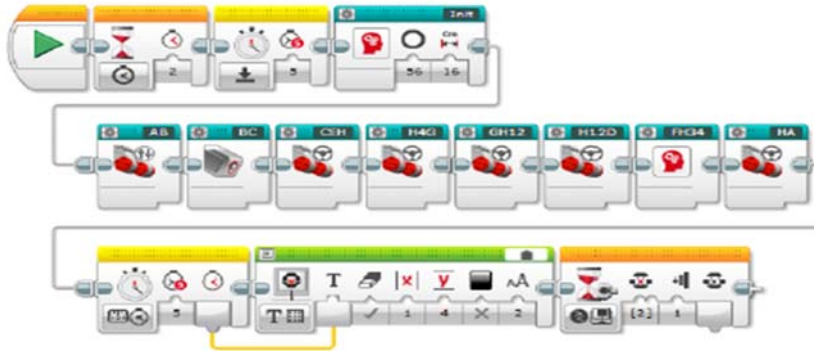 Init
2 5 56 16
AB BC CEH H4G GH12 H12D FH34 HA
T x y AA
5 T 1 4 2 [2] 1